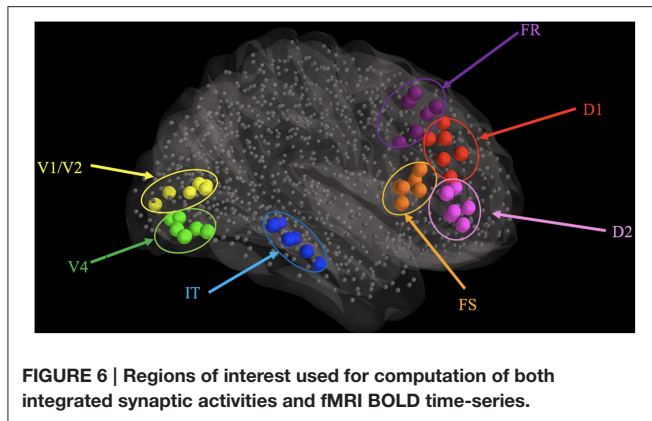 FR
D1
V1/V2
D2
V4
IT
FS
FIGURE 6 | Regions of interest used for computation of both
integrated synaptic activities and fMRI BOLD time-series.